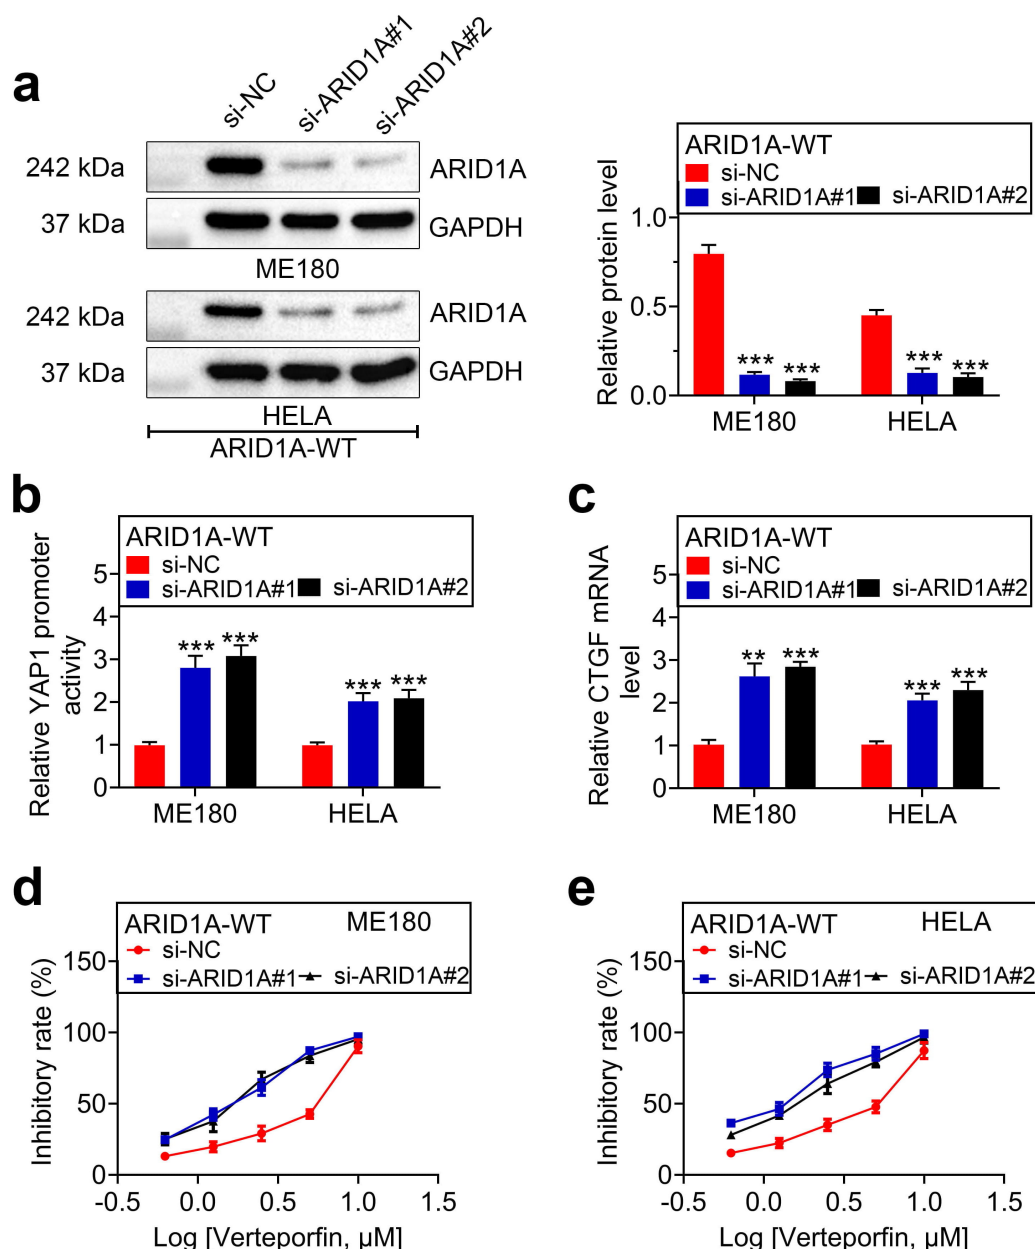 a
si-NC
si-ARID1A#1
si-ARID1A#2
242 kDa
ARID1A
37 kDa
GAPDH
ME180
242 kDa
ARID1A
37 kDa
GAPDH
HELA
ARID1A-WT
ARID1A-WT
si-NC
si-ARID1A#1
si-ARID1A#2
Relative protein level
1.0
0.5
0.0
*** ***
*** ***
ME180
HELA
b
ARID1A-WT
si-NC
si-ARID1A#1
si-ARID1A#2
Relative YAP1 promoter
activity
5
4
3
2
1
0
*** ***
*** ***
ME180
HELA
c
ARID1A-WT
si-NC
si-ARID1A#1
si-ARID1A#2
Relative CTGF mRNA
level
5
4
3
2
1
0
** ***
*** ***
ME180
HELA
d
ARID1A-WT
ME180
si-NC
si-ARID1A#1
si-ARID1A#2
Inhibitory rate (%)
150
100
50
0
-0.5 0.0 0.5 1.0 1.5
Log [Verteporfin, µM]
e
ARID1A-WT
HELA
si-NC
si-ARID1A#1
si-ARID1A#2
Inhibitory rate (%)
150
100
50
0
-0.5 0.0 0.5 1.0 1.5
Log [Verteporfin, µM]